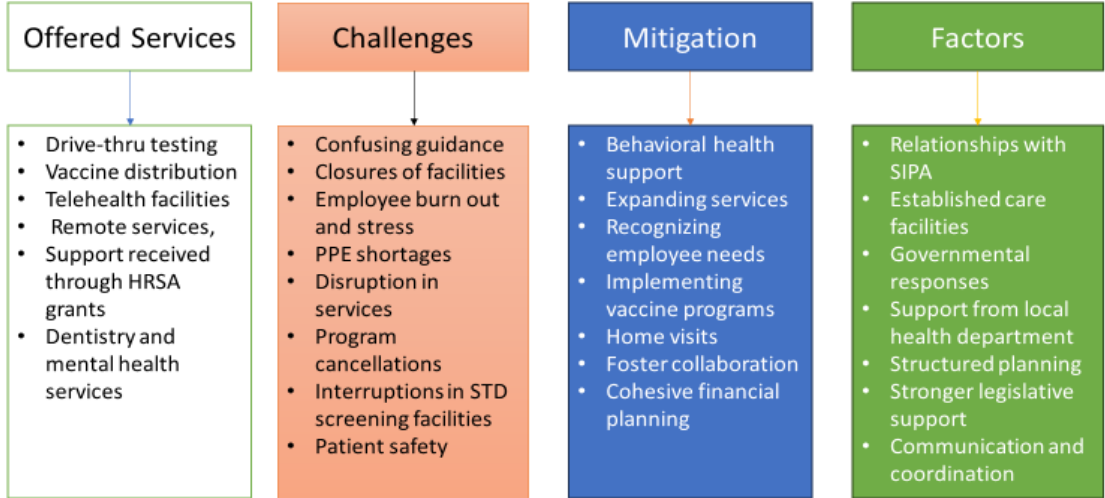 Offered Services
• Drive-thru testing
• Vaccine distribution
• Telehealth facilities
• Remote services,
• Support received
through HRSA
grants
• Dentistry and
mental health
services
Challenges
• Confusing guidance
• Closures of facilities
• Employee burn out
and stress
• PPE shortages
• Disruption in
services
• Program
cancellations
• Interruptions in STD
screening facilities
• Patient safety
Mitigation
• Behavioral health
support
• Expanding services
• Recognizing
employee needs
• Implementing
vaccine programs
• Home visits
• Foster collaboration
• Cohesive financial
planning
Factors
• Relationships with
SIPA
• Established care
facilities
• Governmental
responses
• Support from local
health department
• Structured planning
• Stronger legislative
support
• Communication and
coordination